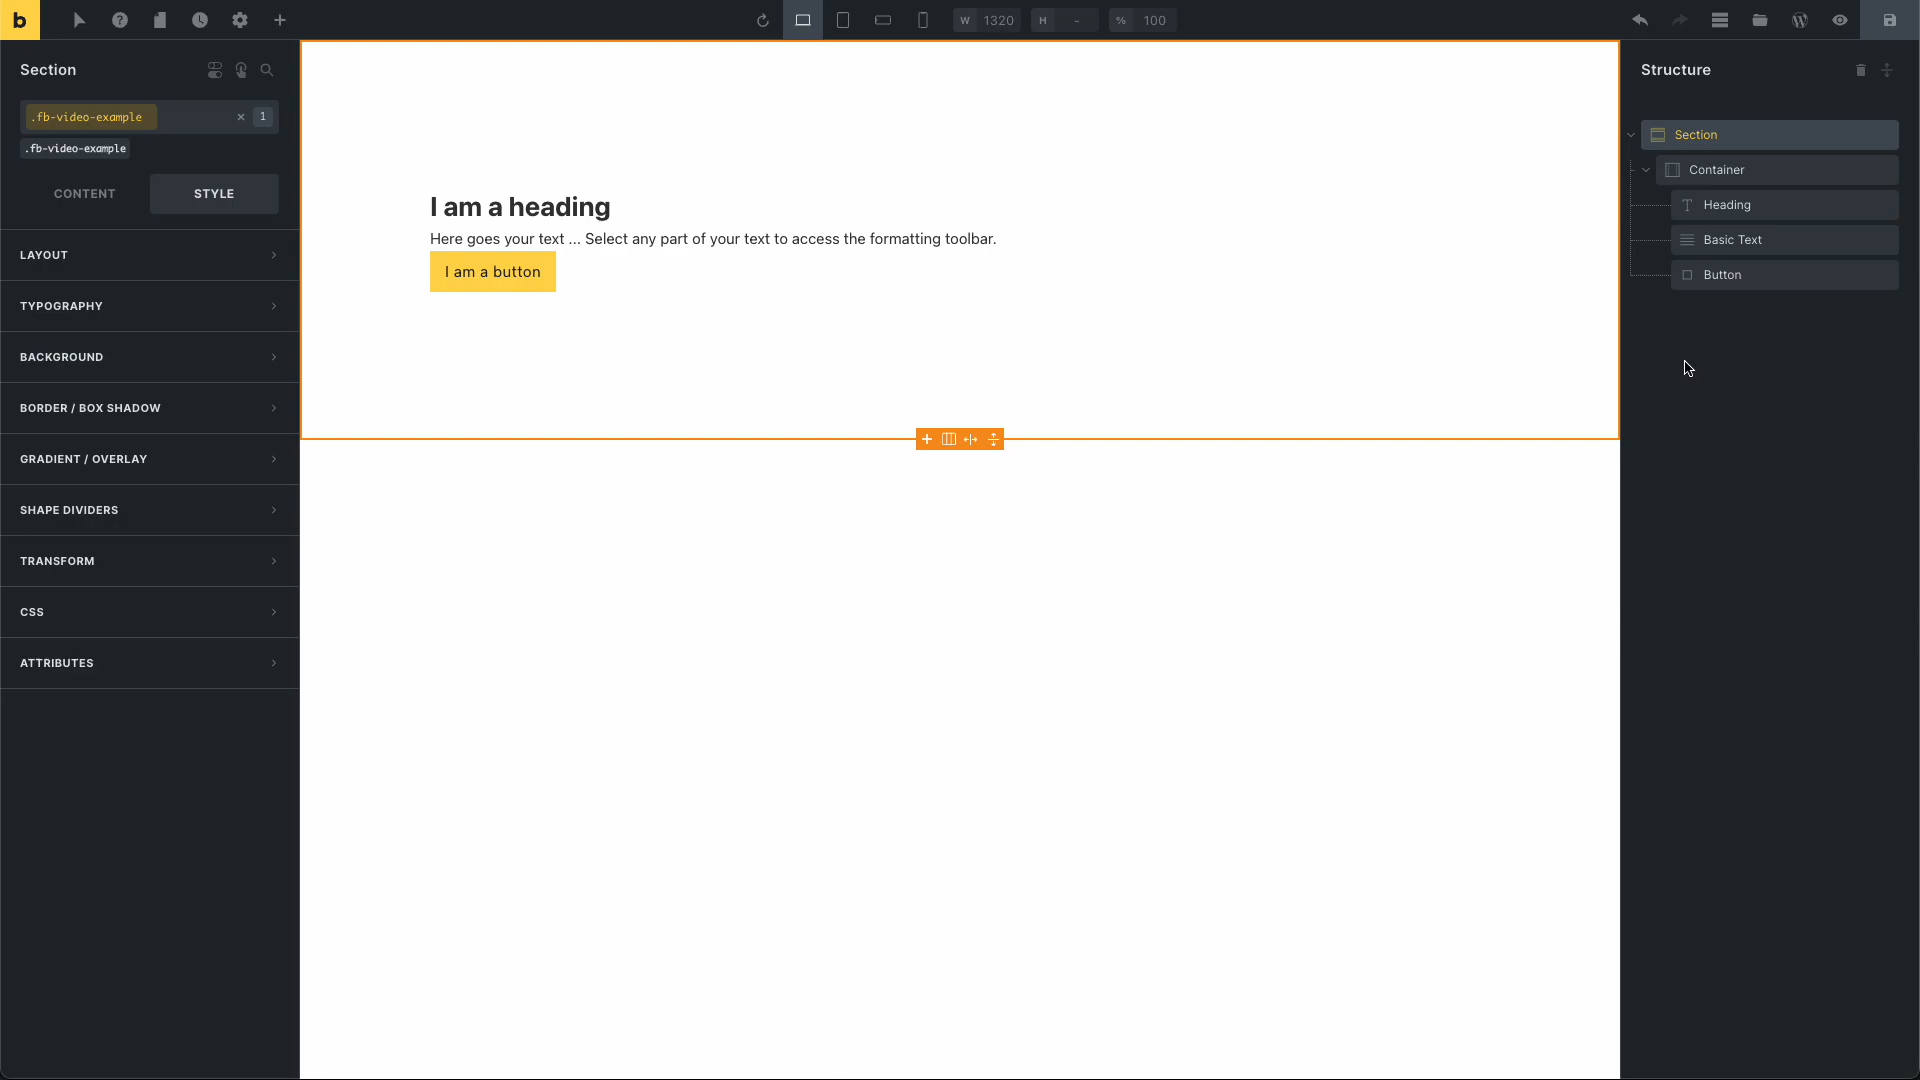 b
W 1320 H - % 100
Section
.fb-video-example × 1
.fb-video-example
CONTENT STYLE
LAYOUT
TYPOGRAPHY
BACKGROUND
BORDER / BOX SHADOW
GRADIENT / OVERLAY
SHAPE DIVIDERS
TRANSFORM
CSS
ATTRIBUTES
I am a heading
Here goes your text ... Select any part of your text to access the formatting toolbar.
I am a button
Structure
Section
Container
Heading
Basic Text
Button